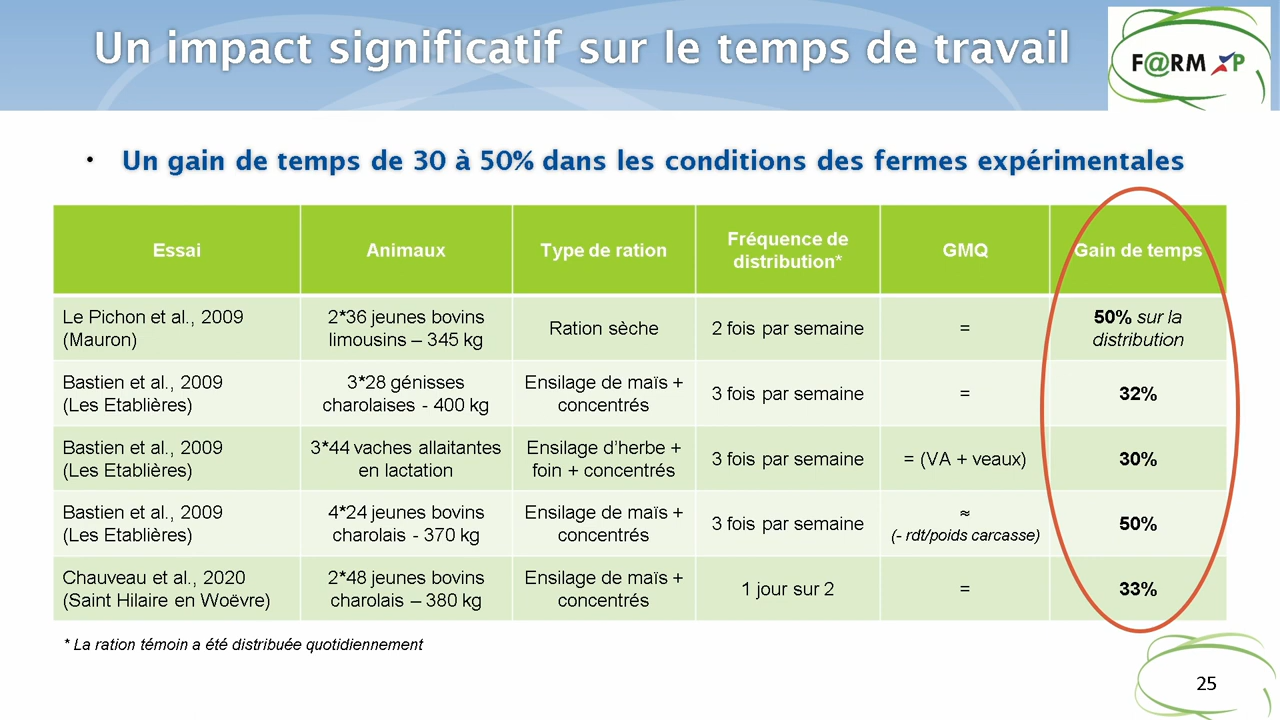 Un impact significatif sur le temps de travail
F@RM XP
• Un gain de temps de 30 à 50% dans les conditions des fermes expérimentales
Essai
Animaux
Type de ration
Fréquence de
distribution*
GMQ
Gain de temps
Le Pichon et al., 2009
(Mauron)
2*36 jeunes bovins
limousins – 345 kg
Ration sèche
2 fois par semaine
=
50% sur la
distribution
Bastien et al., 2009
(Les Etablières)
3*28 génisses
charolaises - 400 kg
Ensilage de maïs +
concentrés
3 fois par semaine
=
32%
Bastien et al., 2009
(Les Etablières)
3*44 vaches allaitantes
en lactation
Ensilage d’herbe +
foin + concentrés
3 fois par semaine
= (VA + veaux)
30%
Bastien et al., 2009
(Les Etablières)
4*24 jeunes bovins
charolais - 370 kg
Ensilage de maïs +
concentrés
3 fois par semaine
≈
(- rdt/poids carcasse)
50%
Chauveau et al., 2020
(Saint Hilaire en Woëvre)
2*48 jeunes bovins
charolais – 380 kg
Ensilage de maïs +
concentrés
1 jour sur 2
=
33%
* La ration témoin a été distribuée quotidiennement
25